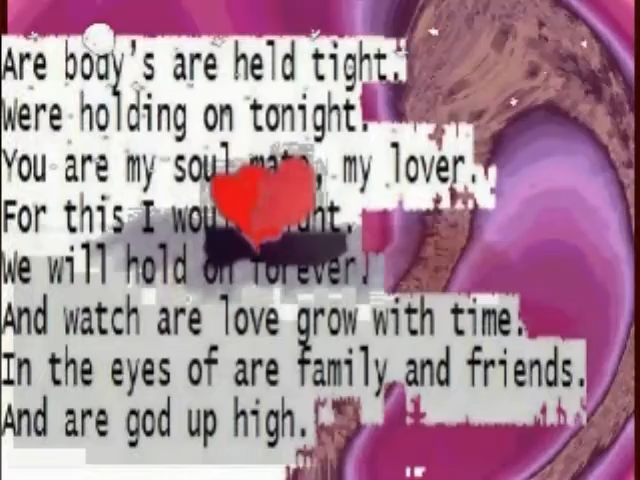 Are body's are held tight.
Were holding on tonight.
You are my soul mate, my lover.
For this I would
We will hold on forever.
And watch are love grow with time.
In the eyes of are family and friends.
And are god up high.